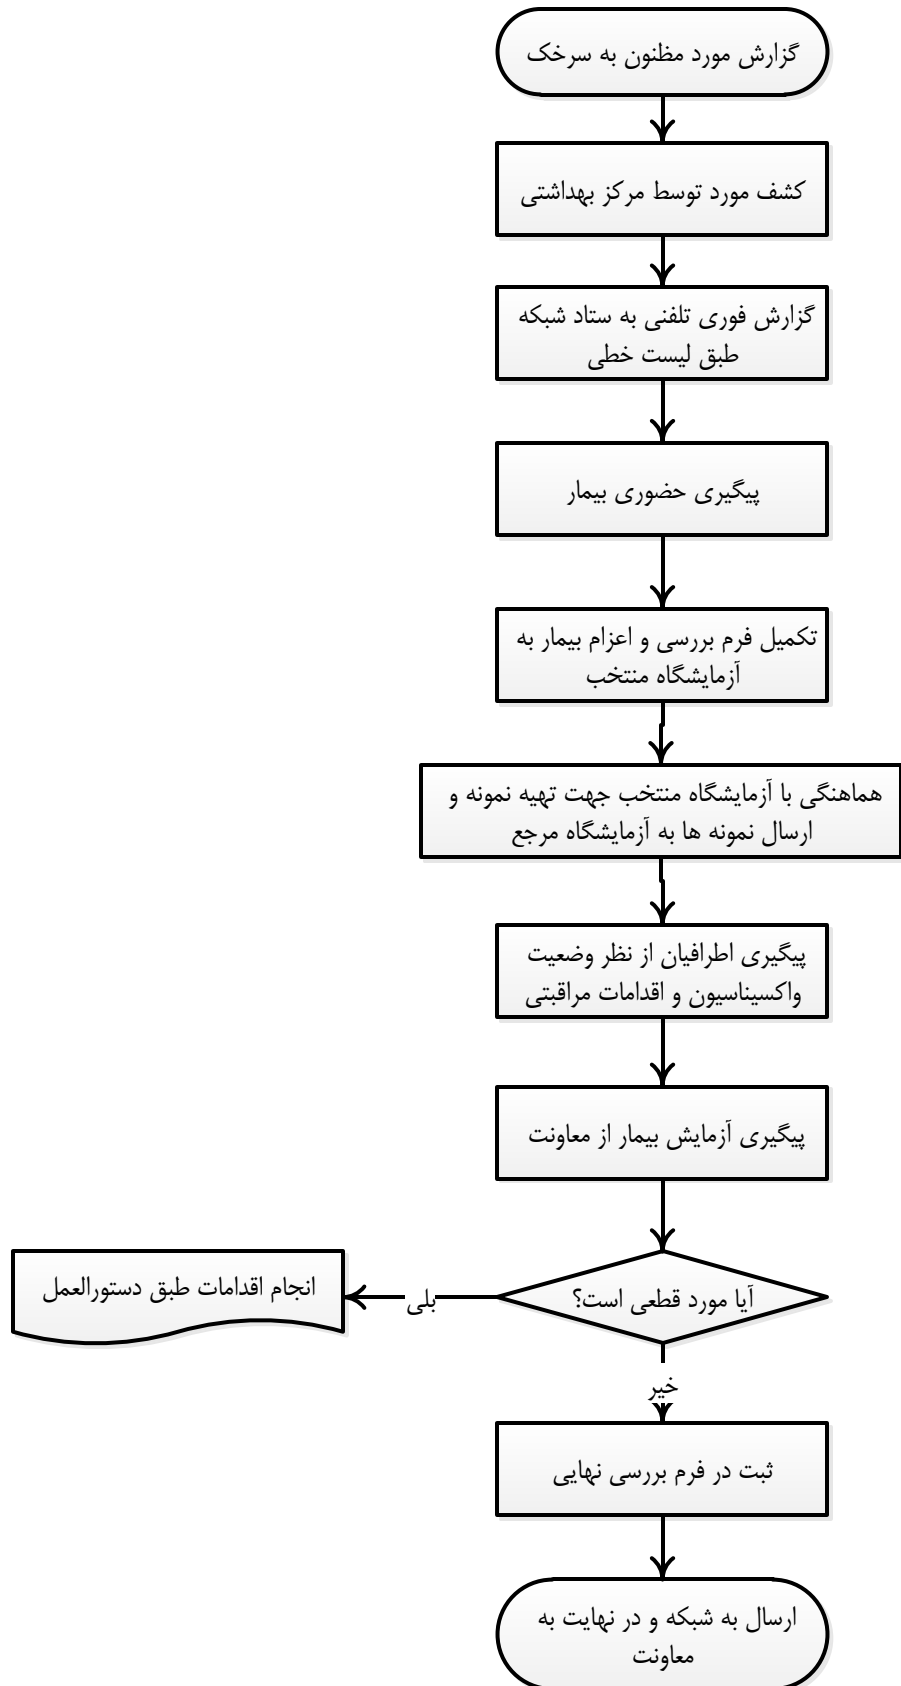 گزارش مورد مظنون به سرخک
کشف مورد توسط مرکز بهداشتی
گزارش فوری تلفنی به ستاد شبکه
طبق لیست خطی
پیگیری حضوری بیمار
تکمیل فرم بررسی و اعزام بیمار به
آزمایشگاه منتخب
هماهنگی با آزمایشگاه منتخب جهت تهیه نمونه و
ارسال نمونه ها به آزمایشگاه مرجع
پیگیری اطرافیان از نظر وضعیت
واکسیناسیون و اقدامات مراقبتی
پیگیری آزمایش بیمار از معاونت
آیا مورد قطعی است؟
بلی
انجام اقدامات طبق دستورالعمل
خیر
ثبت در فرم بررسی نهایی
ارسال به شبکه و در نهایت به
معاونت